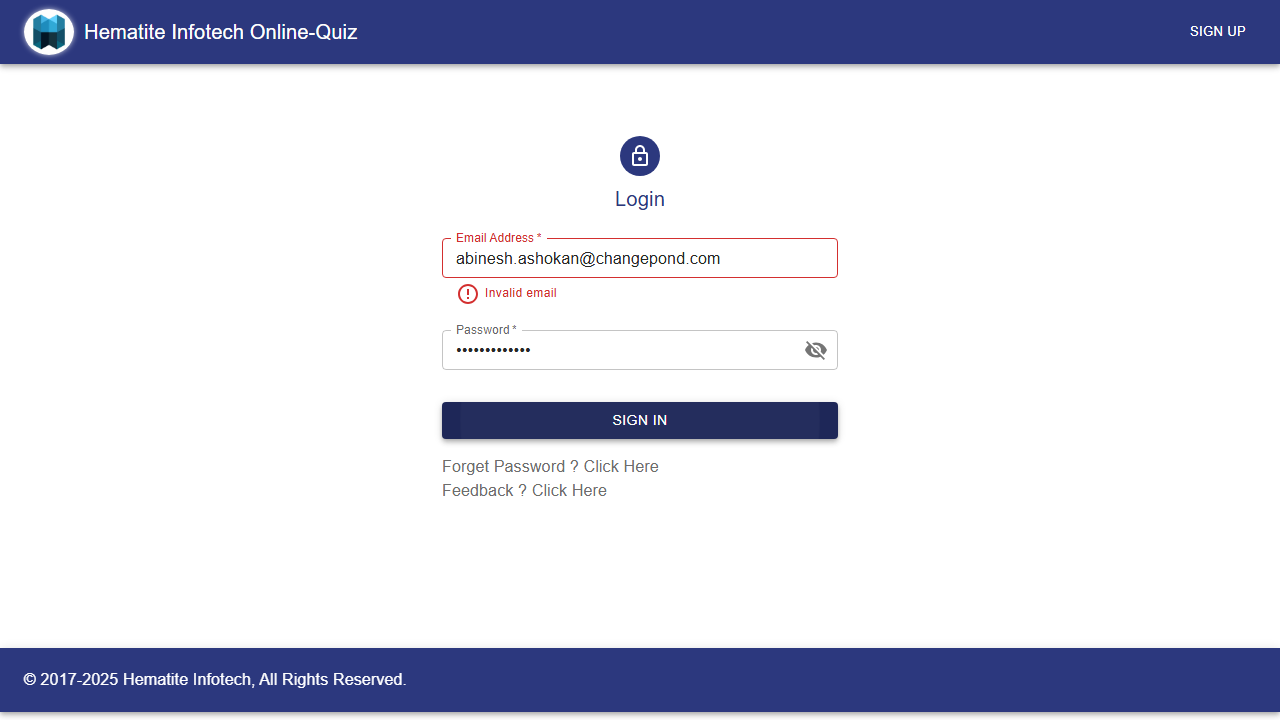 Hematite Infotech Online-Quiz
SIGN UP
Login
Email Address *
abinesh.ashokan@changepond.com
Invalid email
Password *
•••••••••••••
SIGN IN
Forget Password ? Click Here
Feedback ? Click Here
© 2017-2025 Hematite Infotech, All Rights Reserved.